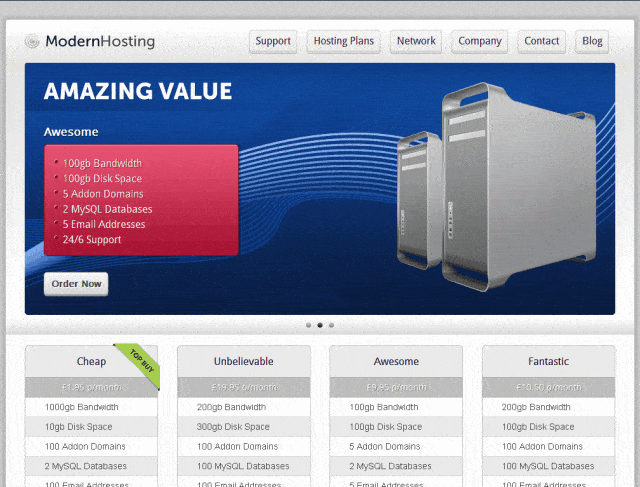 ModernHosting
Support
Hosting Plans
Network
Company
Contact
Blog
AMAZING VALUE
Awesome
100gb Bandwidth
100gb Disk Space
5 Addon Domains
2 MySQL Databases
5 Email Addresses
24/6 Support
Order Now
Cheap
TOP BUY
£1.95 p/month
1000gb Bandwidth
10gb Disk Space
100 Addon Domains
2 MySQL Databases
100 Email Addresses
Unbelievable
£19.95 p/month
200gb Bandwidth
300gb Disk Space
100 Addon Domains
100 MySQL Databases
100 Email Addresses
Awesome
£9.95 p/month
100gb Bandwidth
100gb Disk Space
5 Addon Domains
2 MySQL Databases
5 Email Addresses
Fantastic
£10.50 p/month
200gb Bandwidth
100gb Disk Space
100 Addon Domains
100 MySQL Databases
100 Email Addresses